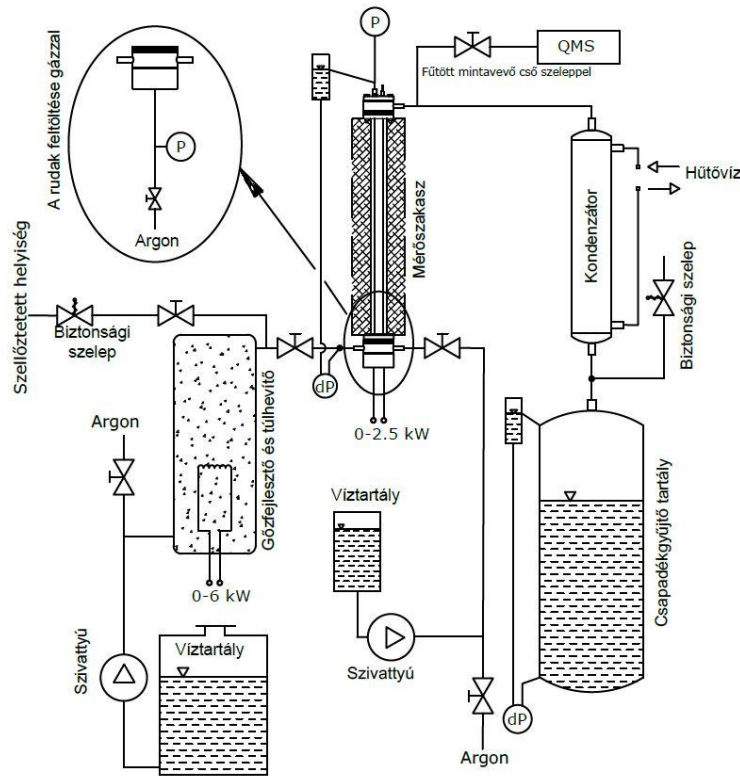 P
QMS
Fűtött mintavevő cső szeleppel
A rudak feltöltése gázzal
P
Argon
Mérőszakasz
Kondenzátor
Hűtővíz
Biztonsági szelep
Szellőztetett helyiség
Biztonsági
szelep
dP
0-2.5 kW
Argon
Gőzfejlesztő és túlhevítő
0-6 kW
Víztartály
Szivattyú
Csapadékgyűjtő tartály
Szivattyú
Víztartály
dP
Argon